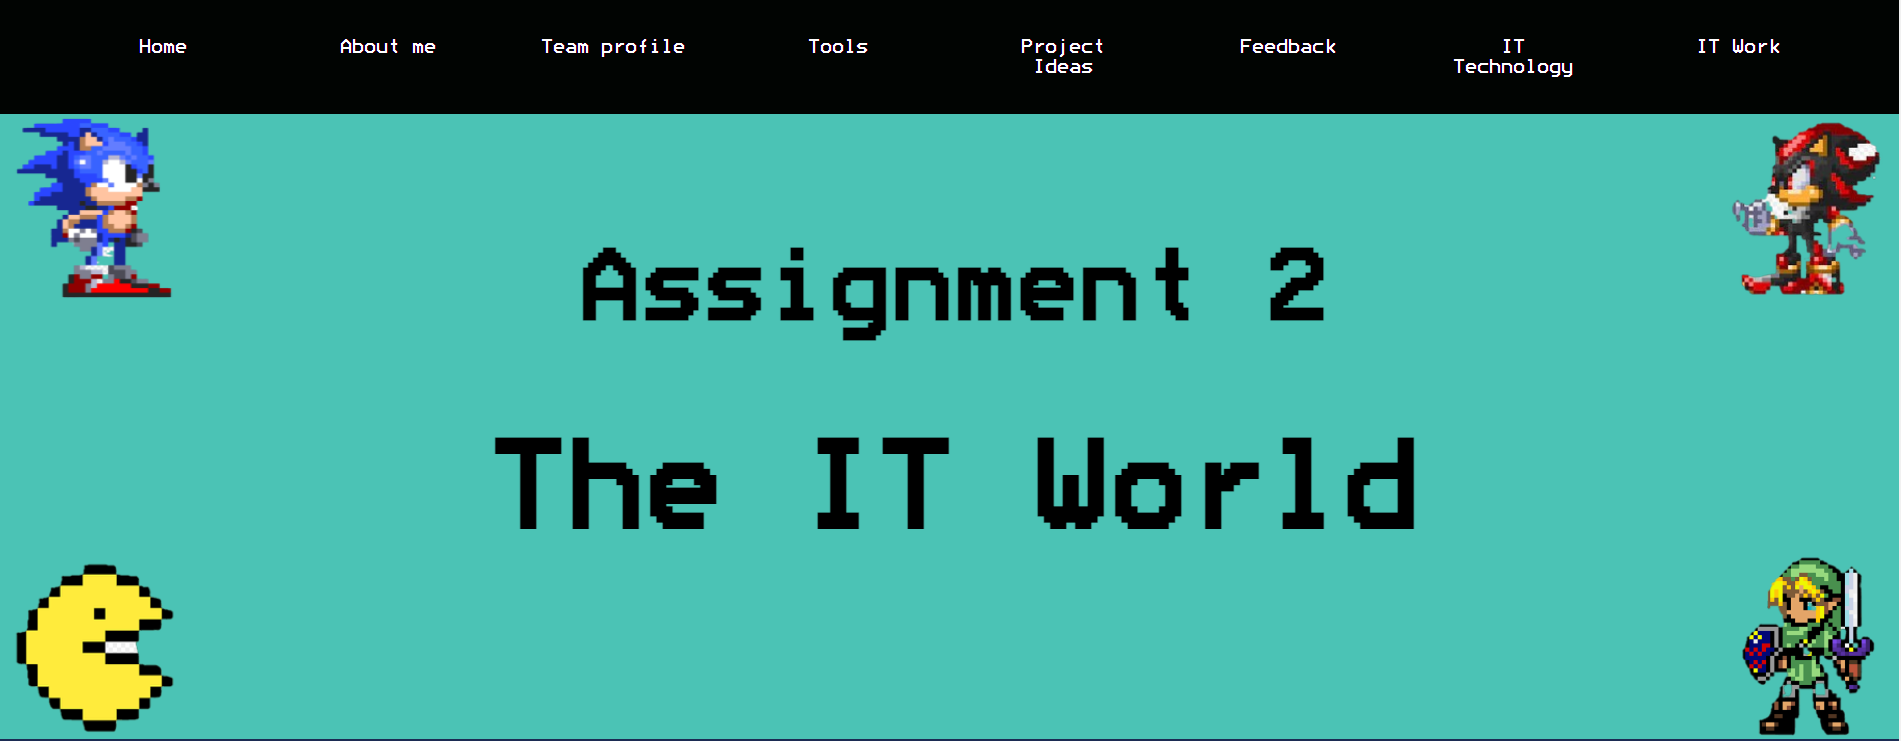 Home
About me
Team profile
Tools
Project
Ideas
Feedback
IT
Technology
IT Work
Assignment 2
The IT World